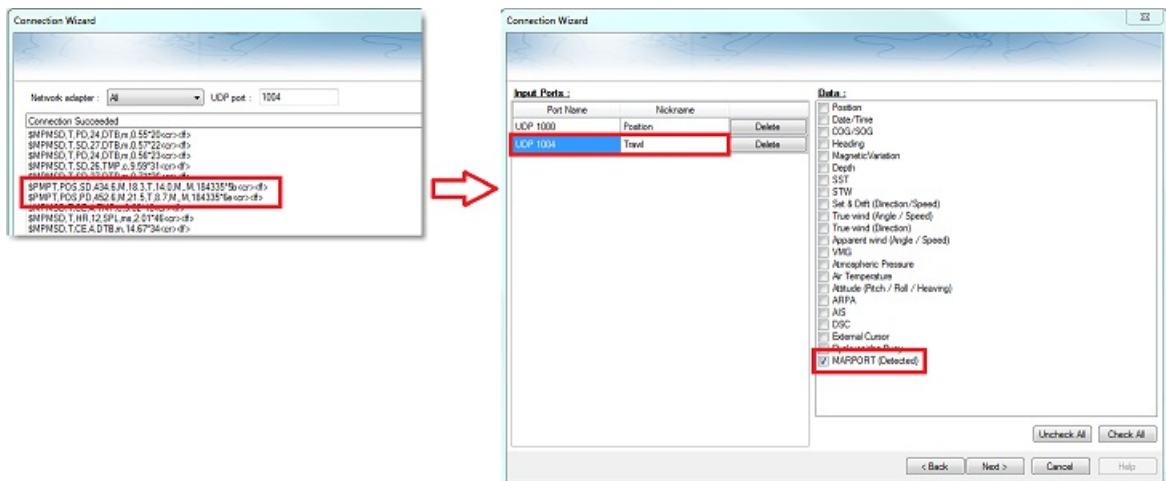 Connection Wizard
Network adapter : All UDP port : 1004
Connection Succeeded
$MPMSD,T,PD,24,DTB,m,0.55*20<cr><lf>
$MPMSD,T,SD,27,DTB,m,0.57*22<cr><lf>
$MPMSD,T,PD,24,DTB,m,0.56*23<cr><lf>
$MPMSD,T,SD,26,TMP,c,9.59*31<cr><lf>
$PMPT,POS,SD,434.6,M,18.3,T,14.0,M,,M,184335*5b<cr><lf>
$PMPT,POS,PD,452.6,M,21.5,T,8.7,M,,M,184335*6e<cr><lf>
$MPMSD,T,HR,12,SPL,ms,2.01*46<cr><lf>
$MPMSD,T,CE,A,DTB,m,14.67*34<cr><lf>
Connection Wizard
Input Ports :
Port Name Nickname
UDP 1000 Position Delete
UDP 1004 Trawl Delete
Data :
Position
Date/Time
COG/SOG
Heading
Magnetic Variation
Depth
SST
STW
Set & Drift (Direction/Speed)
True wind (Angle / Speed)
True wind (Direction)
Apparent wind (Angle / Speed)
VMG
Atmospheric Pressure
Air Temperature
Attitude (Pitch / Roll / Heaving)
ARPA
AIS
DSC
External Cursor
MARPORT (Detected)
Uncheck All Check All
< Back Next > Cancel Help